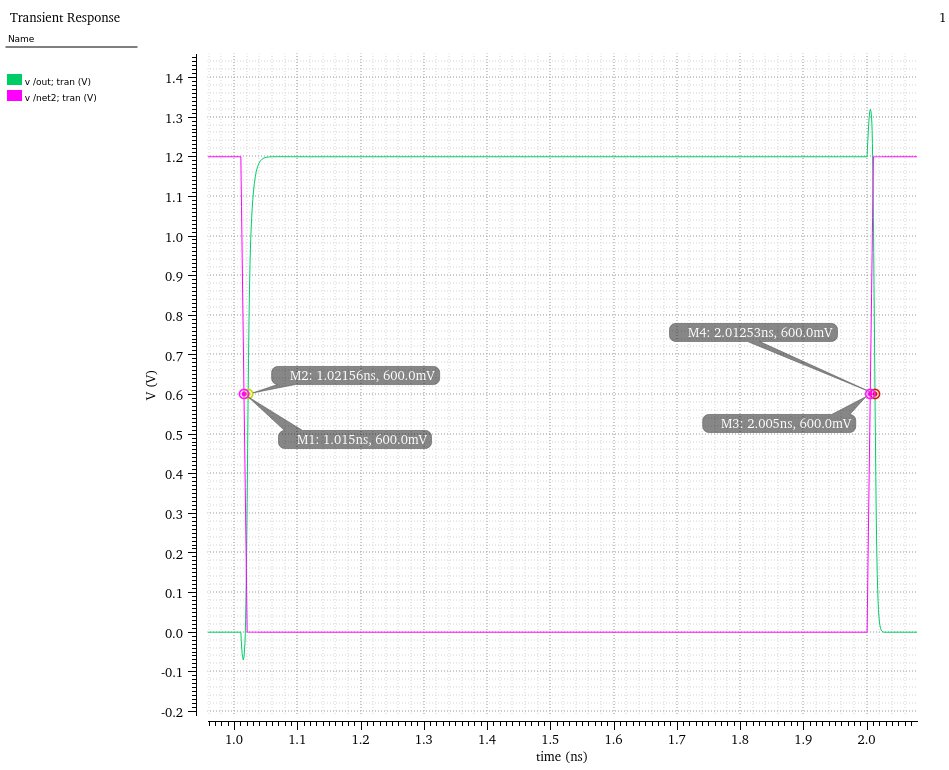 Transient Response
1
Name
v /out; tran (V)
v /net2; tran (V)
1.4
1.3
1.2
1.1
1.0
0.9
0.8
0.7
0.6
0.5
0.4
0.3
0.2
0.1
0.0
-0.1
-0.2
V (V)
M4: 2.01253ns, 600.0mV
M2: 1.02156ns, 600.0mV
M3: 2.005ns, 600.0mV
M1: 1.015ns, 600.0mV
1.0 1.1 1.2 1.3 1.4 1.5 1.6 1.7 1.8 1.9 2.0
time (ns)